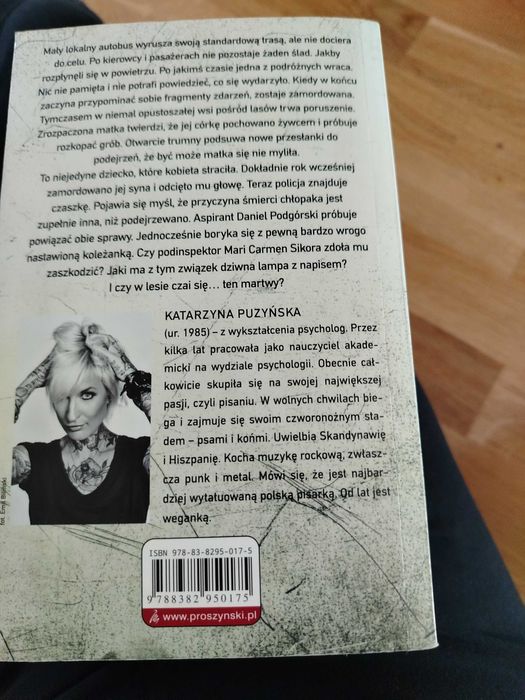 Mały lokalny autobus wyrusza swoją standardową trasą, ale nie dociera
do celu. Po kierowcy i pasażerach nie pozostaje żaden ślad. Jakby
rozpłynęli się w powietrzu. Po jakimś czasie jedna z podróżnych wraca.
Nic nie pamięta i nie potrafi powiedzieć, co się wydarzyło. Kiedy w końcu
zaczyna przypominać sobie fragmenty zdarzeń, zostaje zamordowana.
Tymczasem w niemal opustoszałej wsi pośród lasów trwa poruszenie.
Zrozpaczona matka twierdzi, że jej córkę pochowano żywcem i próbuje
rozkopać grób. Otwarcie trumny podsuwa nowe przesłanki do
podejrzeń, że być może matka się nie myliła.
To niejedyne dziecko, które kobieta straciła. Dokładnie rok wcześniej
zamordowano jej syna i odcięto mu głowę. Teraz policja znajduje
czaszkę. Pojawia się myśl, że przyczyna śmierci chłopaka jest
zupełnie inna, niż podejrzewano. Aspirant Daniel Podgórski próbuje
powiązać obie sprawy. Jednocześnie boryka się z pewną bardzo wrogo
nastawioną koleżanką. Czy podinspektor Mari Carmen Sikora zdoła mu
zaszkodzić? Jaki ma z tym związek dziwna lampa z napisem?
I czy w lesie czai się... ten martwy?
KATARZYNA PUZYŃSKA
(ur. 1985) – z wykształcenia psycholog. Przez
kilka lat pracowała jako nauczyciel akade-
micki na wydziale psychologii. Obecnie cał-
kowicie skupiła się na swojej największej
pasji, czyli pisaniu. W wolnych chwilach bie-
ga i zajmuje się swoim czworonożnym sta-
dem – psami i końmi. Uwielbia Skandynawię
i Hiszpanię. Kocha muzykę rockową, zwłasz-
cza punk i metal. Mówi się, że jest najbar-
dziej wytatuowaną polską pisarką. Od lat jest
weganką.
fot. Emil Biliński
ISBN 978-83-8295-017-5
9 788382 950175
www.proszynski.pl